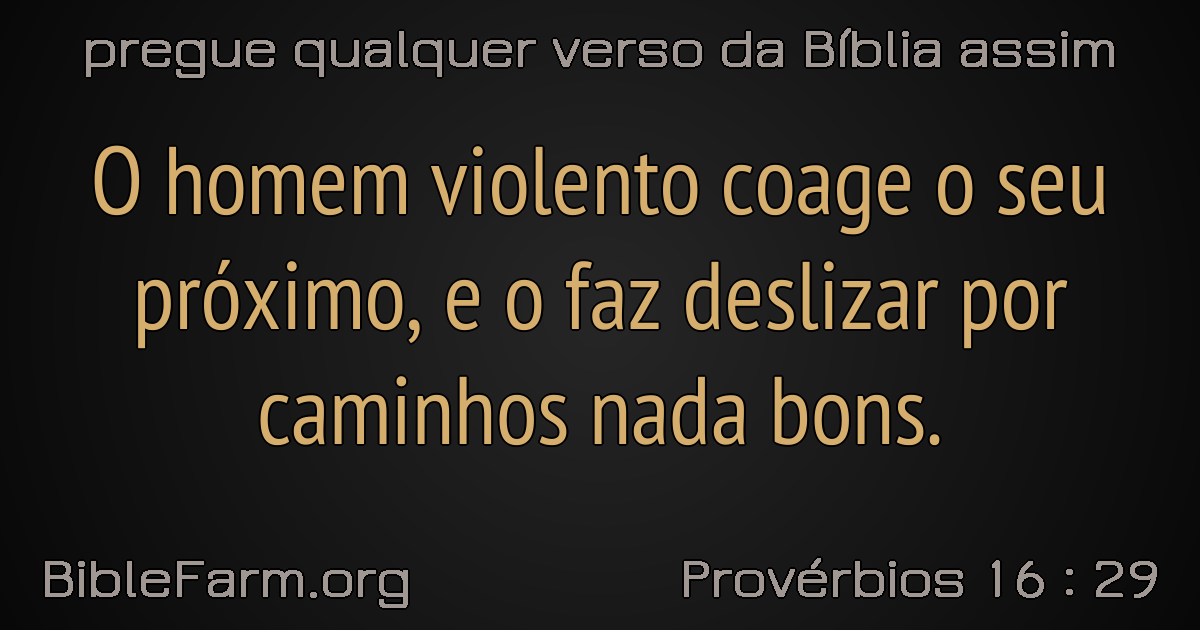 pregue qualquer verso da Bíblia assim
O homem violento coage o seu
próximo, e o faz deslizar por
caminhos nada bons.
BibleFarm.org
Provérbios 16 : 29